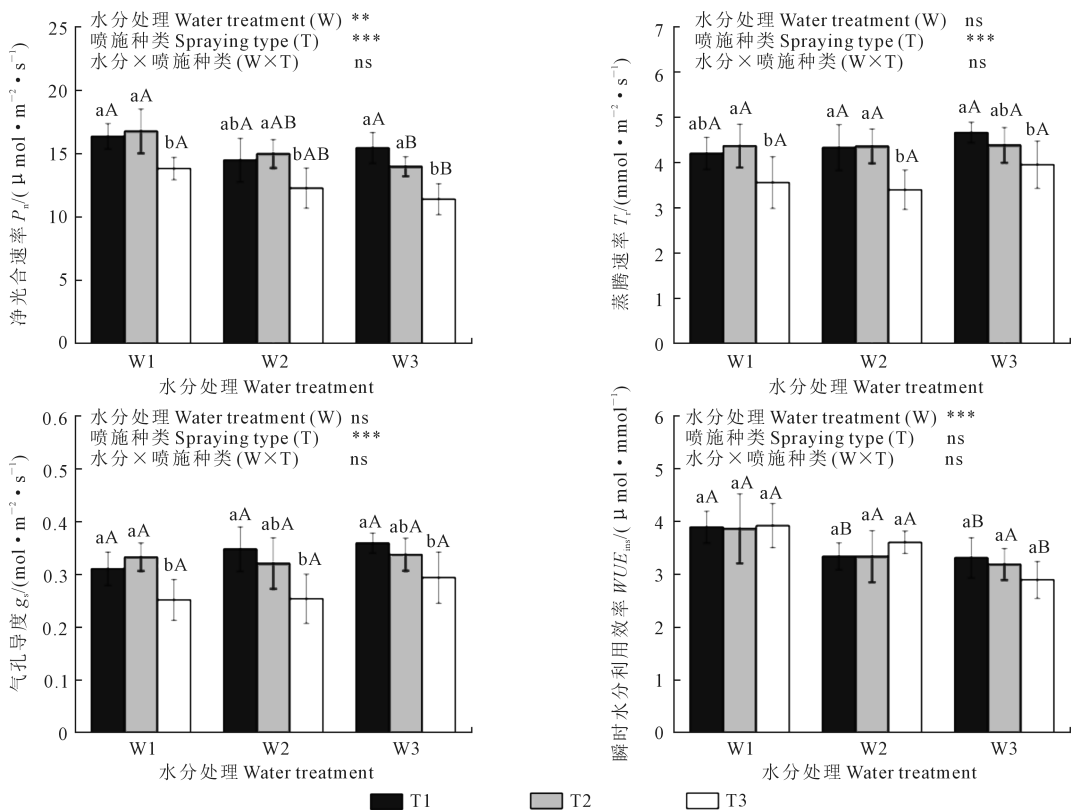 水分处理 Water treatment (W) **
喷施种类 Spraying type (T) ***
水分×喷施种类 (W×T) ns
净光合速率 Pn/(μmol•m⁻²•s⁻¹)
25
20
15
10
5
0
aA aA bA
abA aAB bAB
aA aB bB
W1 W2 W3
水分处理 Water treatment
水分处理 Water treatment (W) ns
喷施种类 Spraying type (T) ***
水分×喷施种类 (W×T) ns
蒸腾速率 Tr/(mmol•m⁻²•s⁻¹)
7
6
5
4
3
2
1
0
abA aA bA
aA aA bA
aA abA bA
W1 W2 W3
水分处理 Water treatment
水分处理 Water treatment (W) ns
喷施种类 Spraying type (T) ***
水分×喷施种类 (W×T) ns
气孔导度 gs/(mol•m⁻²•s⁻¹)
0.6
0.5
0.4
0.3
0.2
0.1
0
aA aA bA
aA abA bA
aA abA bA
W1 W2 W3
水分处理 Water treatment
水分处理 Water treatment (W) ***
喷施种类 Spraying type (T) ns
水分×喷施种类 (W×T) ns
瞬时水分利用效率 WUEins/(μmol•mmol⁻¹)
6
5
4
3
2
1
0
aA aA aA
aB aA aA
aB aA aB
W1 W2 W3
水分处理 Water treatment
T1 T2 T3